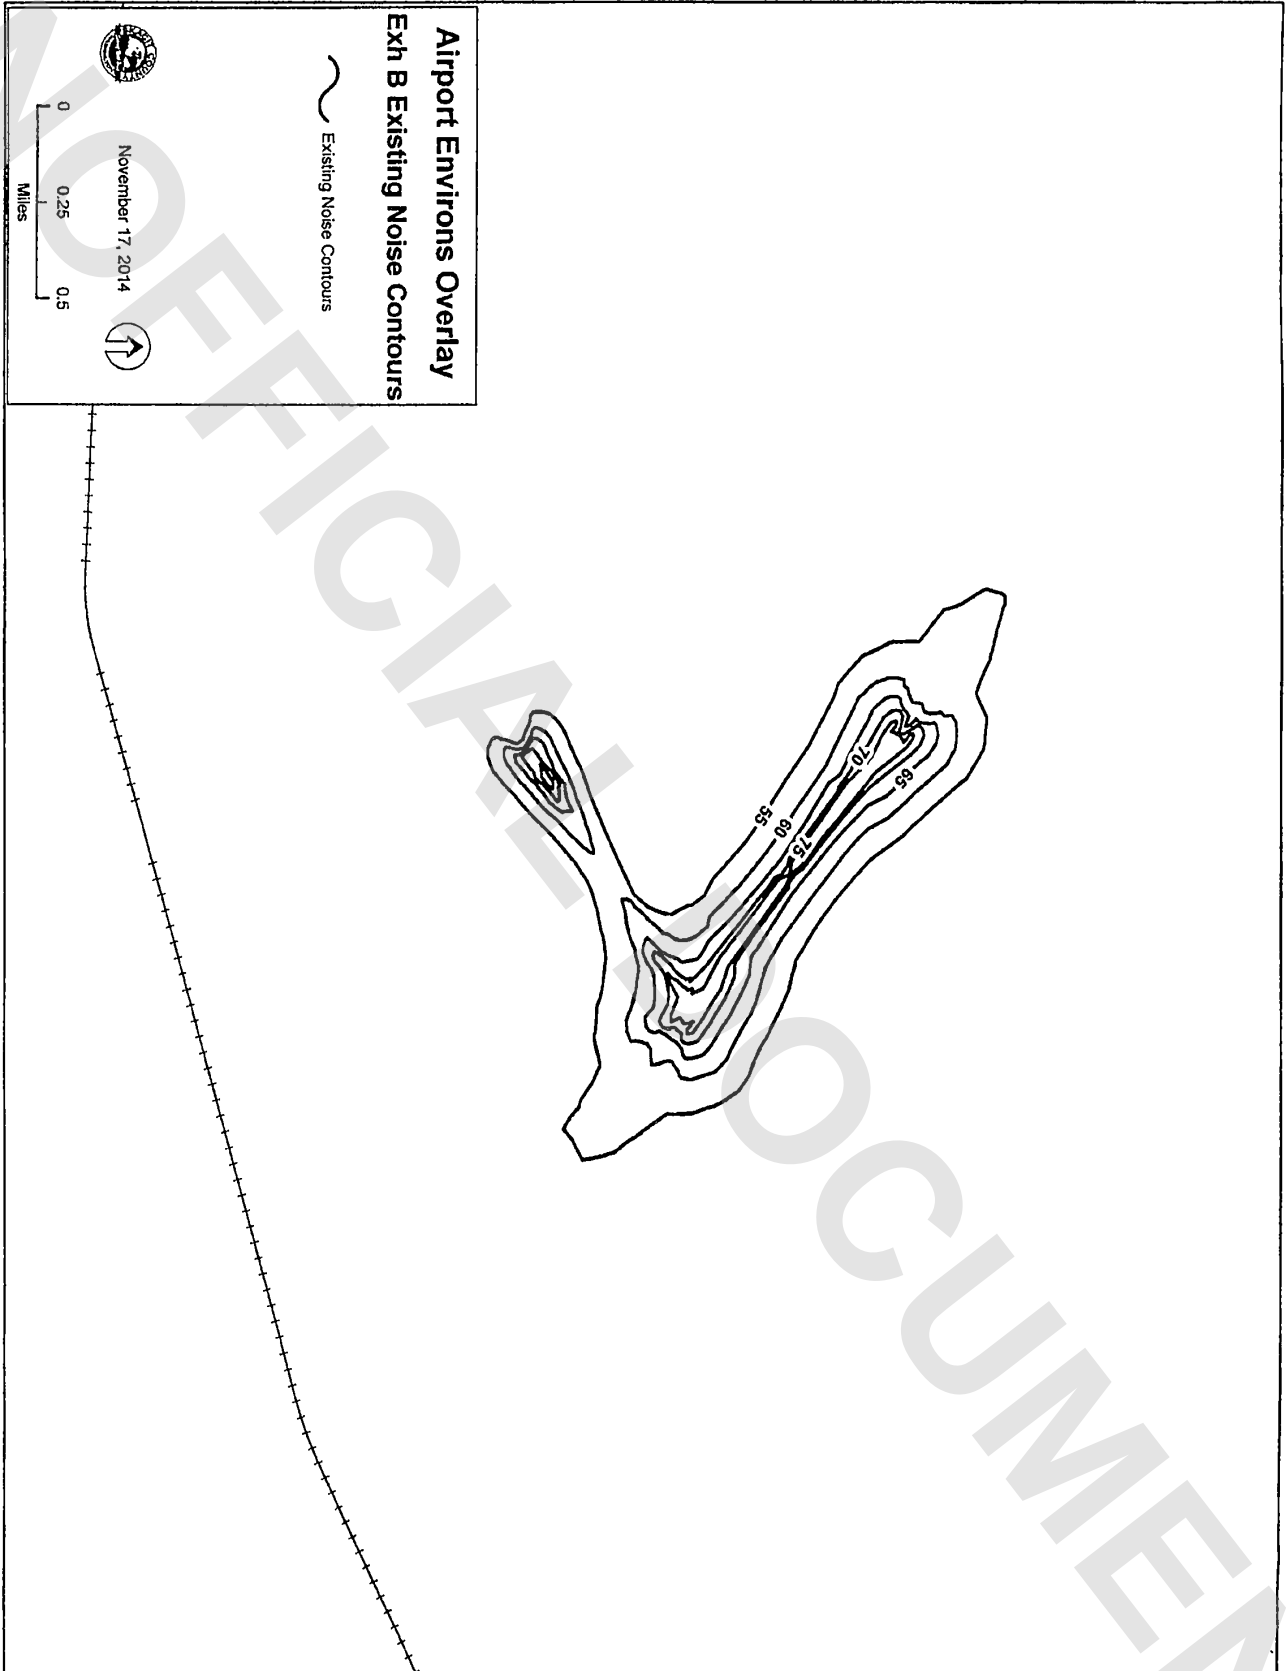 Airport Environs Overlay
Exh B Existing Noise Contours
Existing Noise Contours
November 17, 2014
0 0.25 0.5
Miles
55
60
75
70
65
UNOFFICIAL DOCUMENT